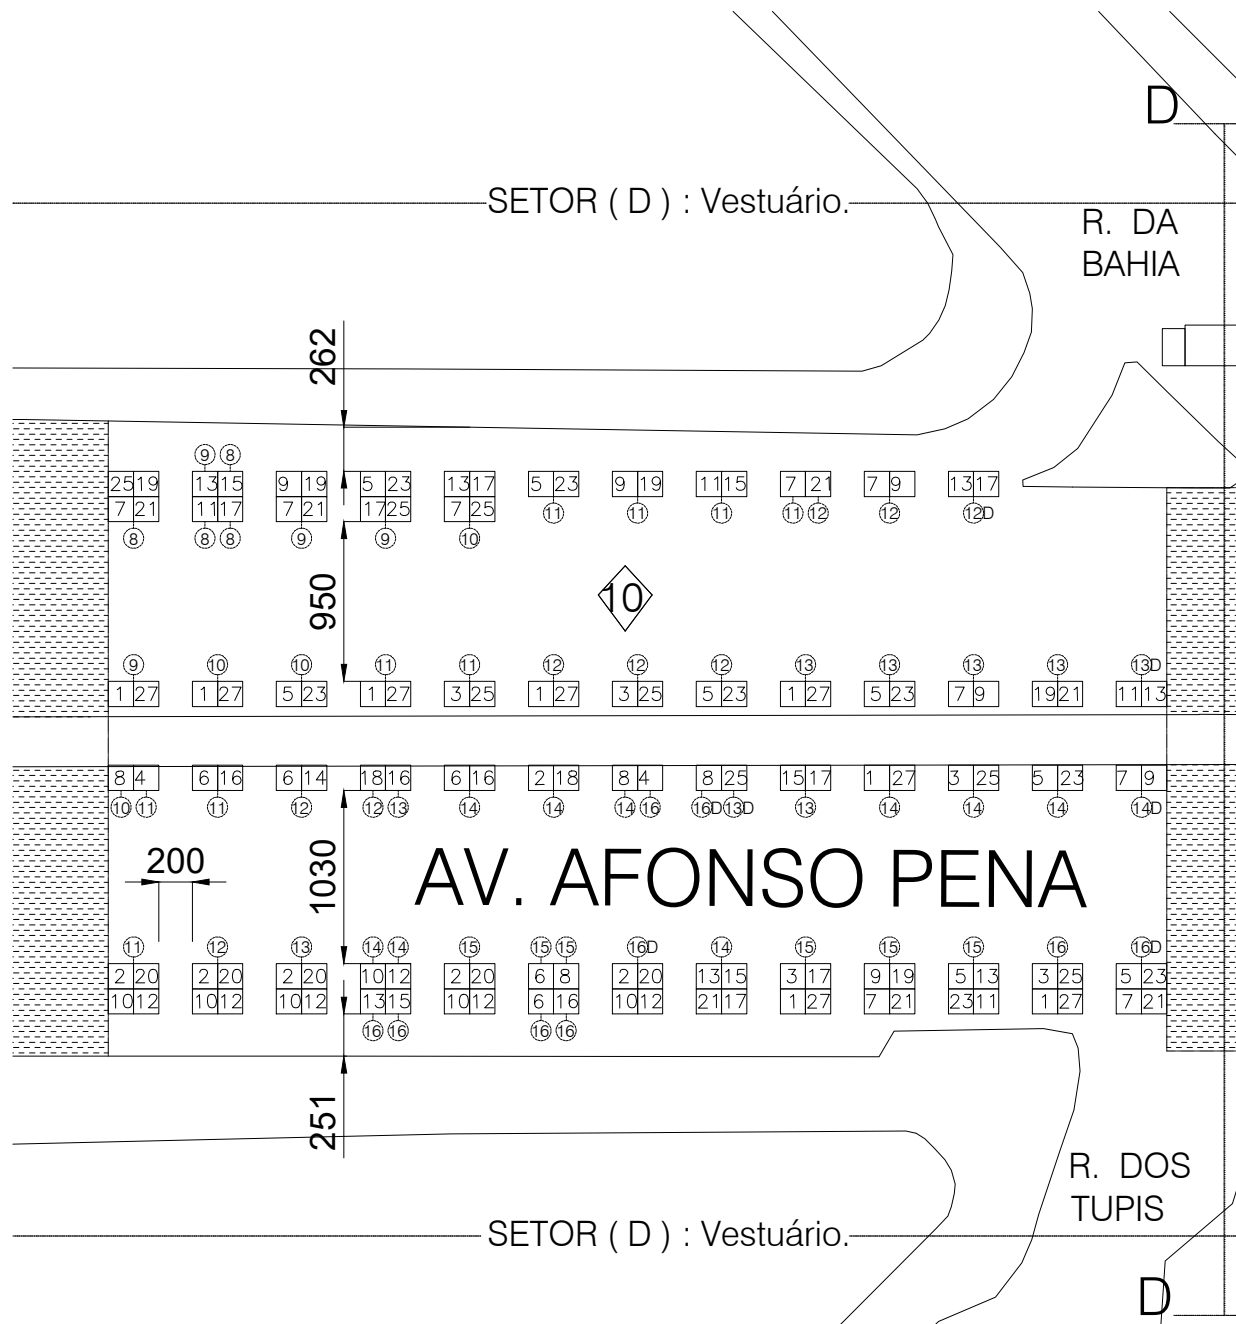 D
SETOR ( D ) : Vestuário.
R. DA
BAHIA
262
9 8
25 19 13 15 9 19 5 23 13 17 5 23 9 19 11 15 7 21 7 9 13 17
7 21 11 17 7 21 17 25 7 25 11 11 11 11 12 12 12D
8 8 8 9 9 10
950
10
9 10 10 11 11 12 12 12 13 13 13 13 13D
1 27 1 27 5 23 1 27 3 25 1 27 3 25 5 23 1 27 5 23 7 9 19 21 11 13
8 4 6 16 6 14 18 16 6 16 2 18 8 4 8 25 15 17 1 27 3 25 5 23 7 9
10 11 11 12 12 13 14 14 14 16 16D 13D 13 14 14 14 14D
200
1030
AV. AFONSO PENA
11 12 13 14 14 15 15 15 16D 14 15 15 15 16 16D
2 20 2 20 2 20 10 12 2 20 6 8 2 20 13 15 3 17 9 19 5 13 3 25 5 23
10 12 10 12 10 12 13 15 10 12 6 16 10 12 21 17 1 27 7 21 23 11 1 27 7 21
16 16 16 16
251
R. DOS
TUPIS
SETOR ( D ) : Vestuário.
D